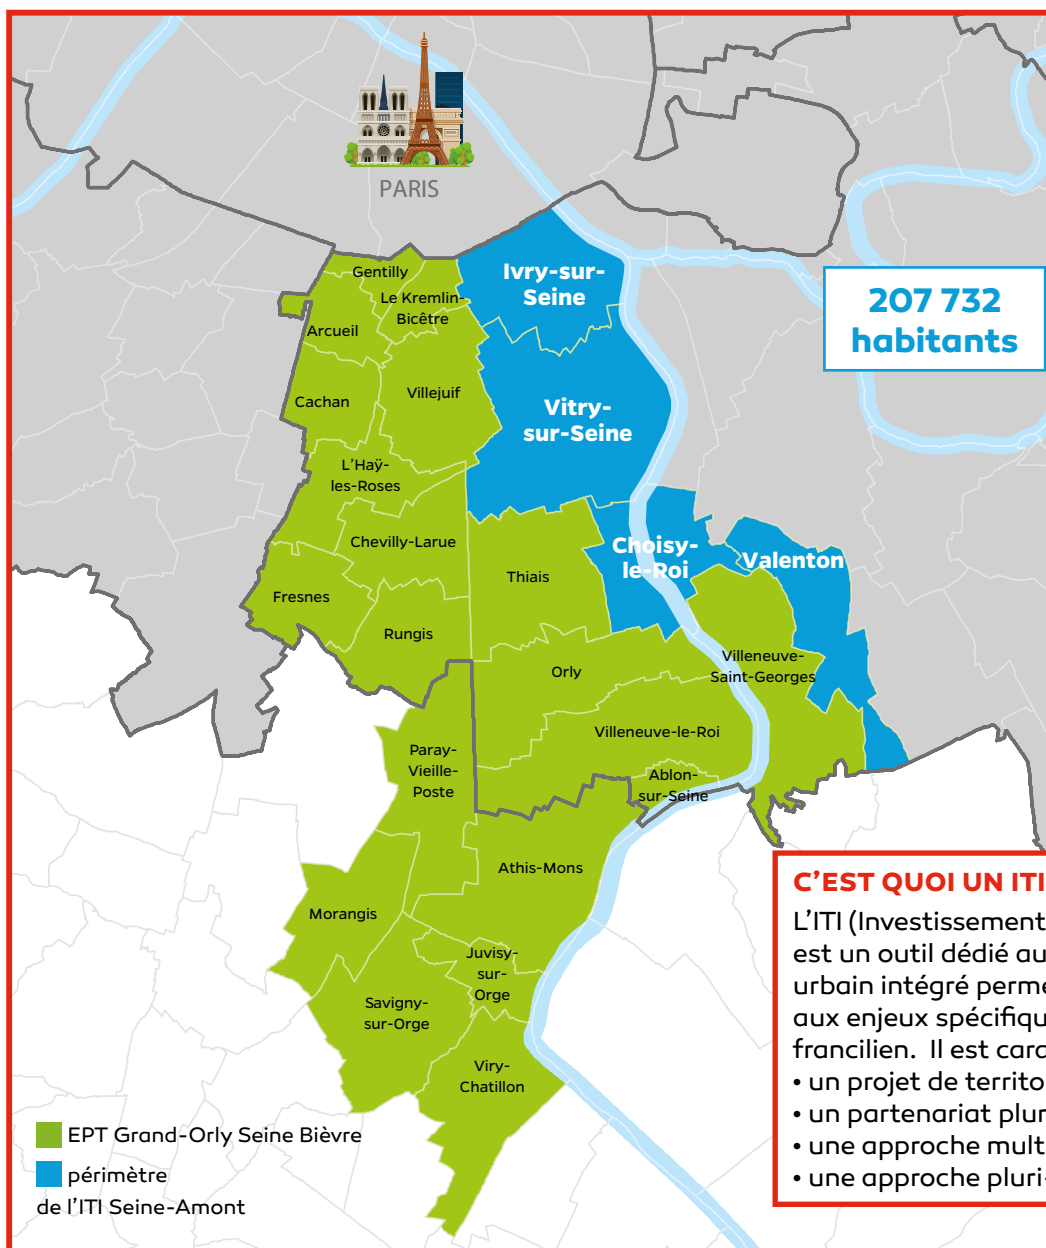 PARIS
Ivry-sur-
Seine
207 732
habitants
Gentilly
Le Kremlin-
Bicêtre
Arcueil
Cachan
Villejuif
Vitry-
sur-Seine
L'Haÿ-
les-Roses
Chevilly-Larue
Thiais
Choisy-
le-Roi
Valenton
Fresnes
Rungis
Orly
Villeneuve-
Saint-Georges
Villeneuve-le-Roi
Paray-
Vieille-
Poste
Ablon-
sur-Seine
Athis-Mons
Morangis
Juvisy-
sur-
Orge
Savigny-
sur-Orge
Viry-
Chatillon
EPT Grand-Orly Seine Bièvre
périmètre
de l'ITI Seine-Amont
C'EST QUOI UN ITI
L'ITI (Investissement
est un outil dédié au
urbain intégré perme
aux enjeux spécifiqu
francilien. Il est cara
• un projet de territo
• un partenariat plur
• une approche mult
• une approche pluri-